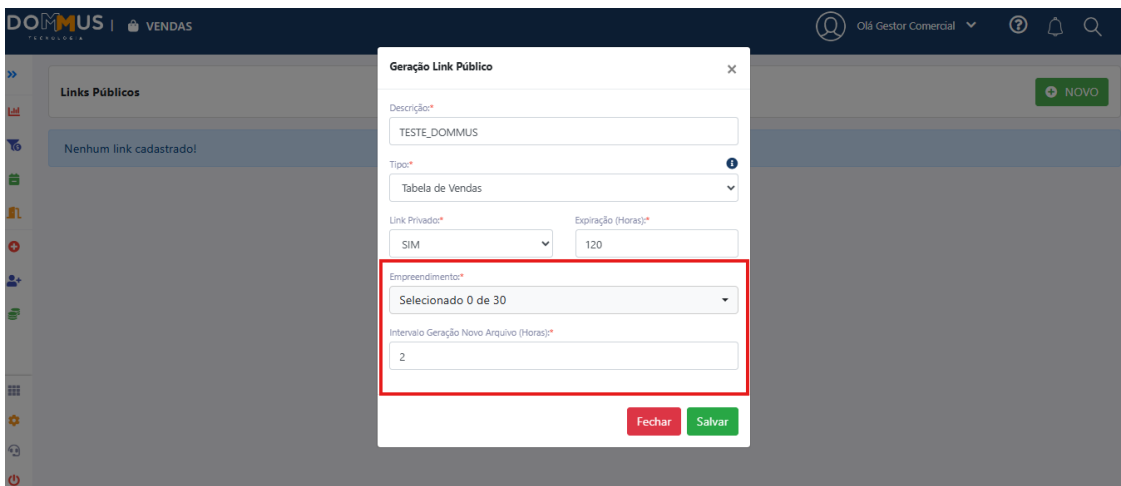 DOMMUS | VENDAS
TECNOLOGIA
Olá Gestor Comercial
Links Públicos
NOVO
Nenhum link cadastrado!
Geração Link Público
Descrição:*
TESTE_DOMMUS
Tipo:*
Tabela de Vendas
Link Privado:* Expiração (Horas):*
SIM 120
Empreendimento:*
Selecionado 0 de 30
Intervalo Geração Novo Arquivo (Horas):*
2
Fechar Salvar